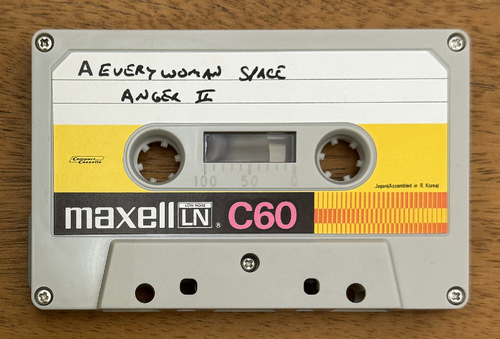 A EVERYWOMAN SPACE
ANGER II
Compact
Cassette
100 50 0
Japan(Assembled in R. Korea)
maxell LN LOW NOISE ® C60